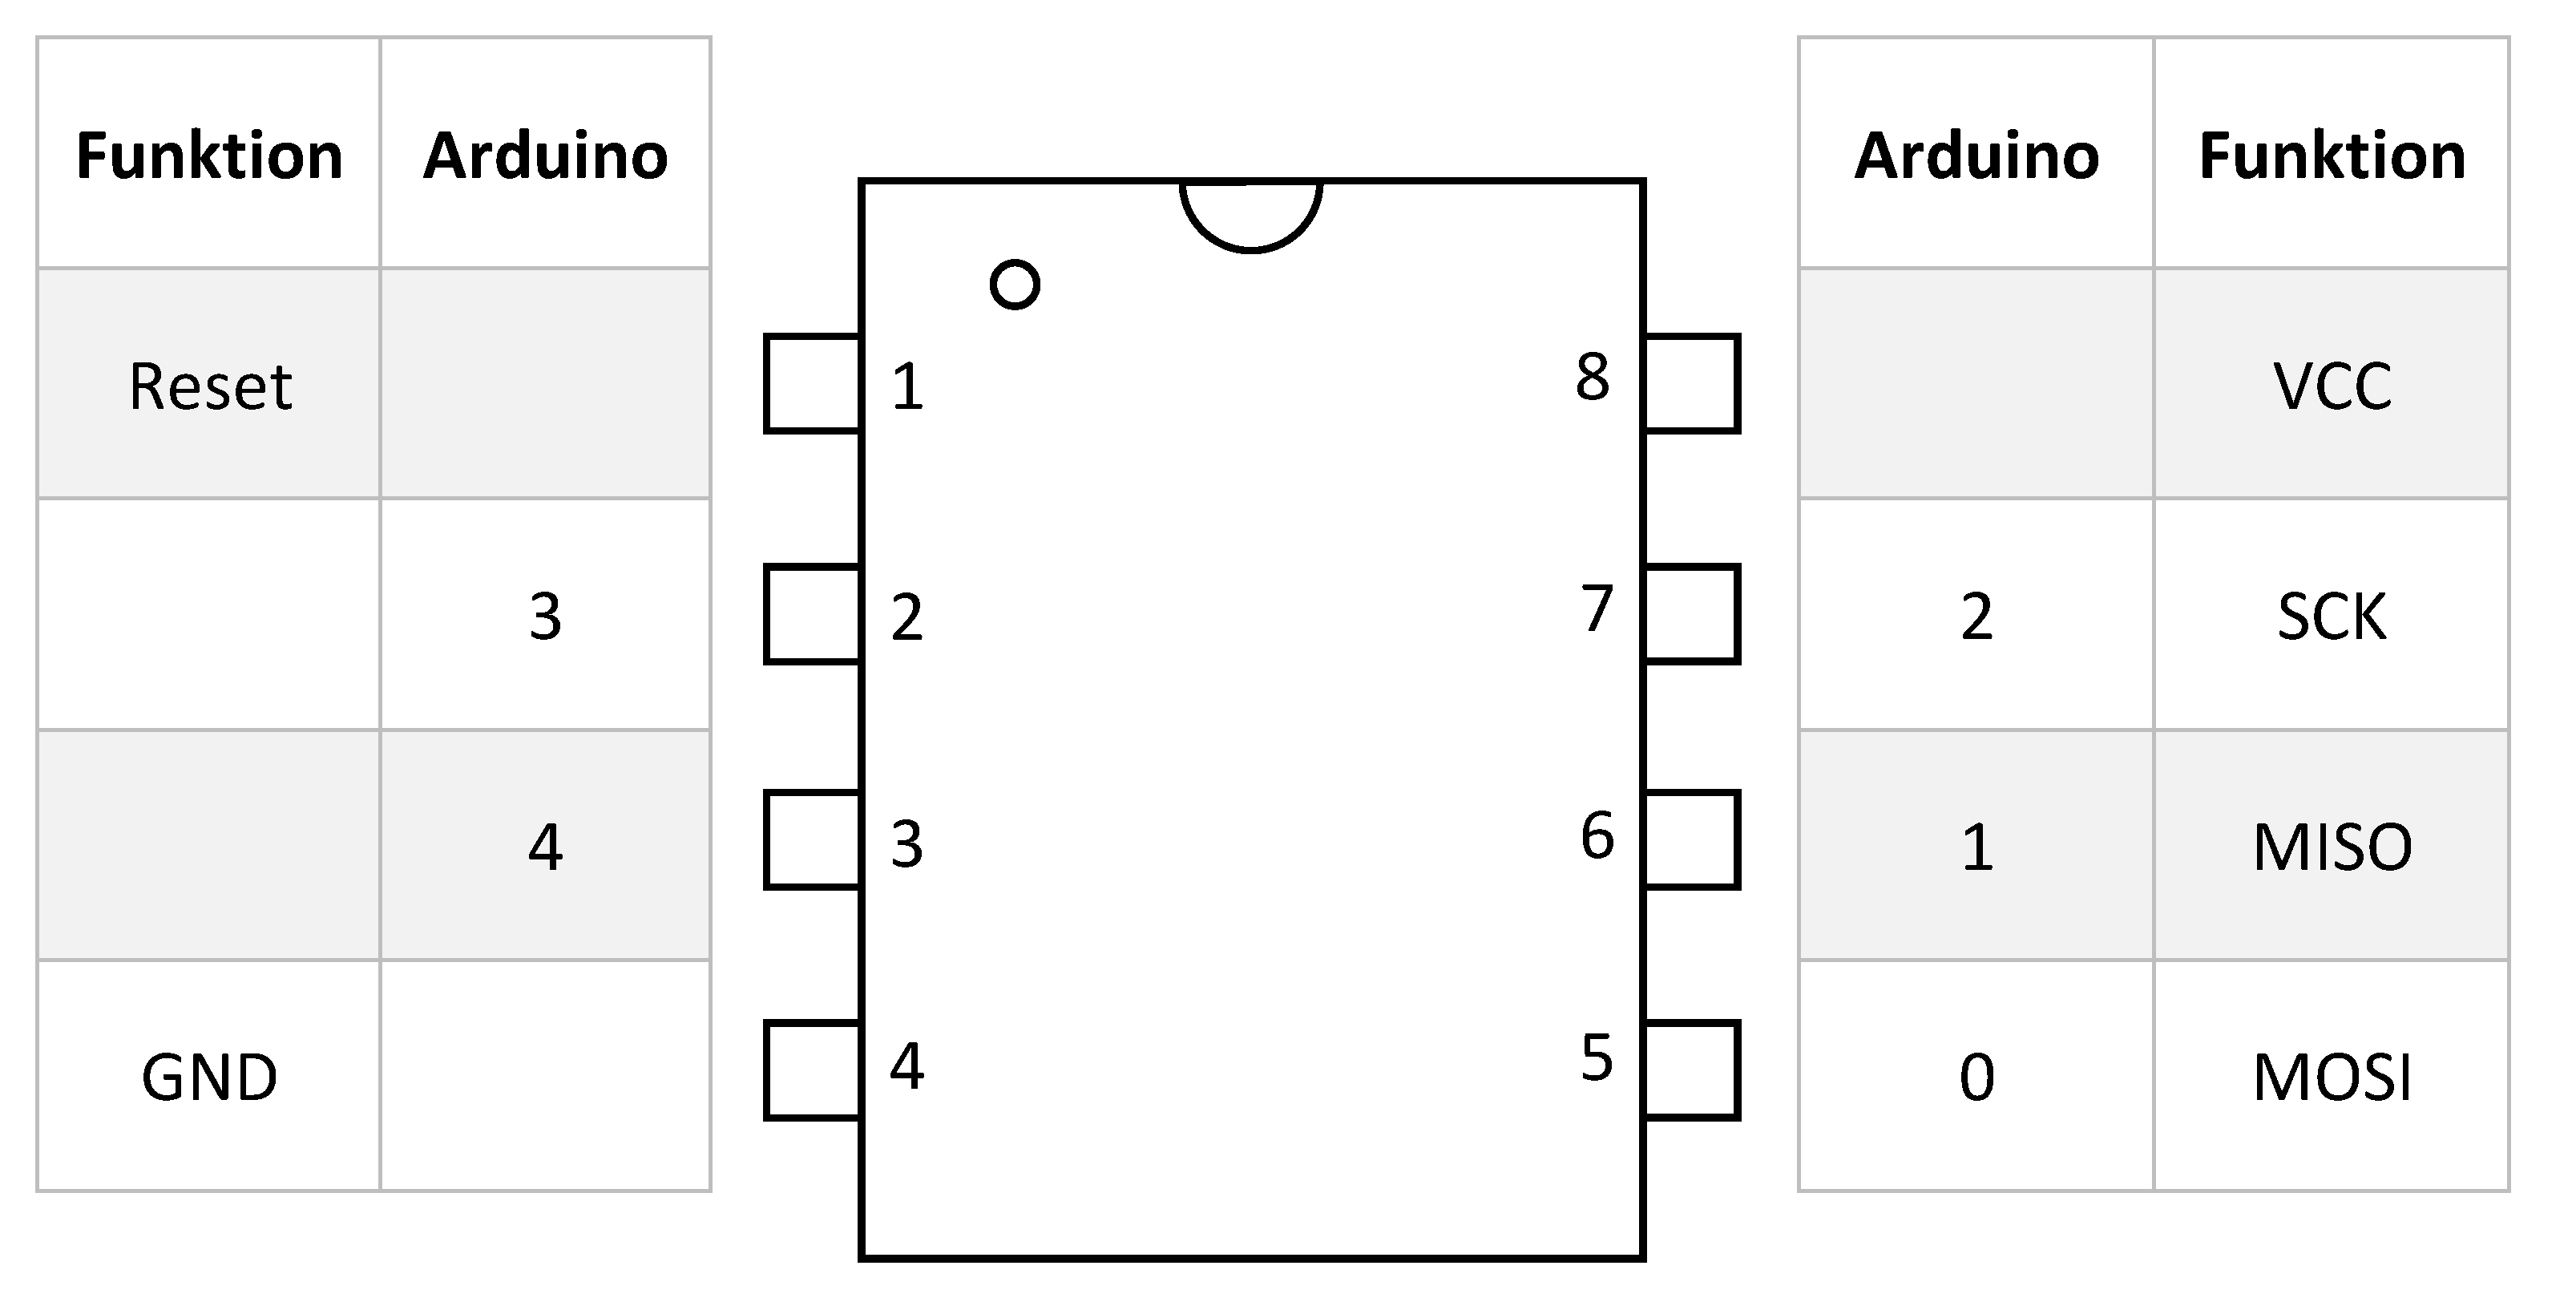 Funktion Arduino Arduino Funktion
Reset 1 8 VCC
3 2 7 2 SCK
4 3 6 1 MISO
GND 4 5 0 MOSI